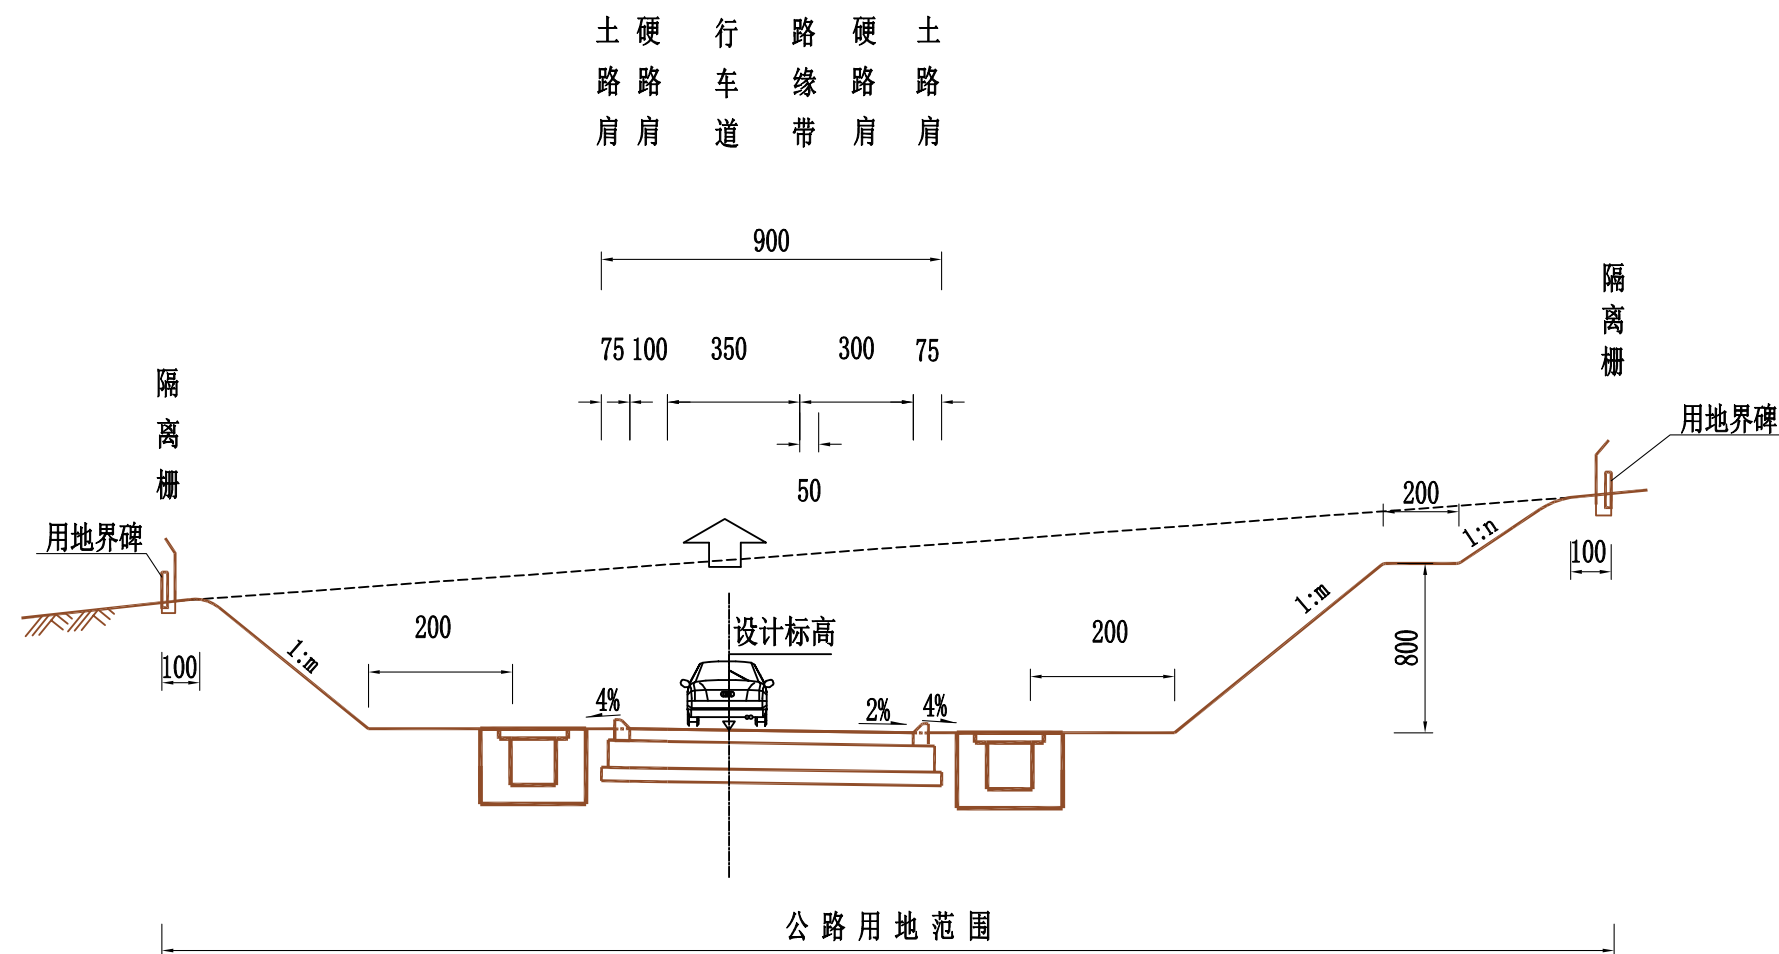 土路肩
硬路肩
行车道
路缘带
硬路肩
土路肩
900
隔离栅
75
100
350
300
75
隔离栅
用地界碑
50
200
用地界碑
1:n
100
1:m
200
设计标高
200
800
1:m
100
4%
2%
4%
公路用地范围